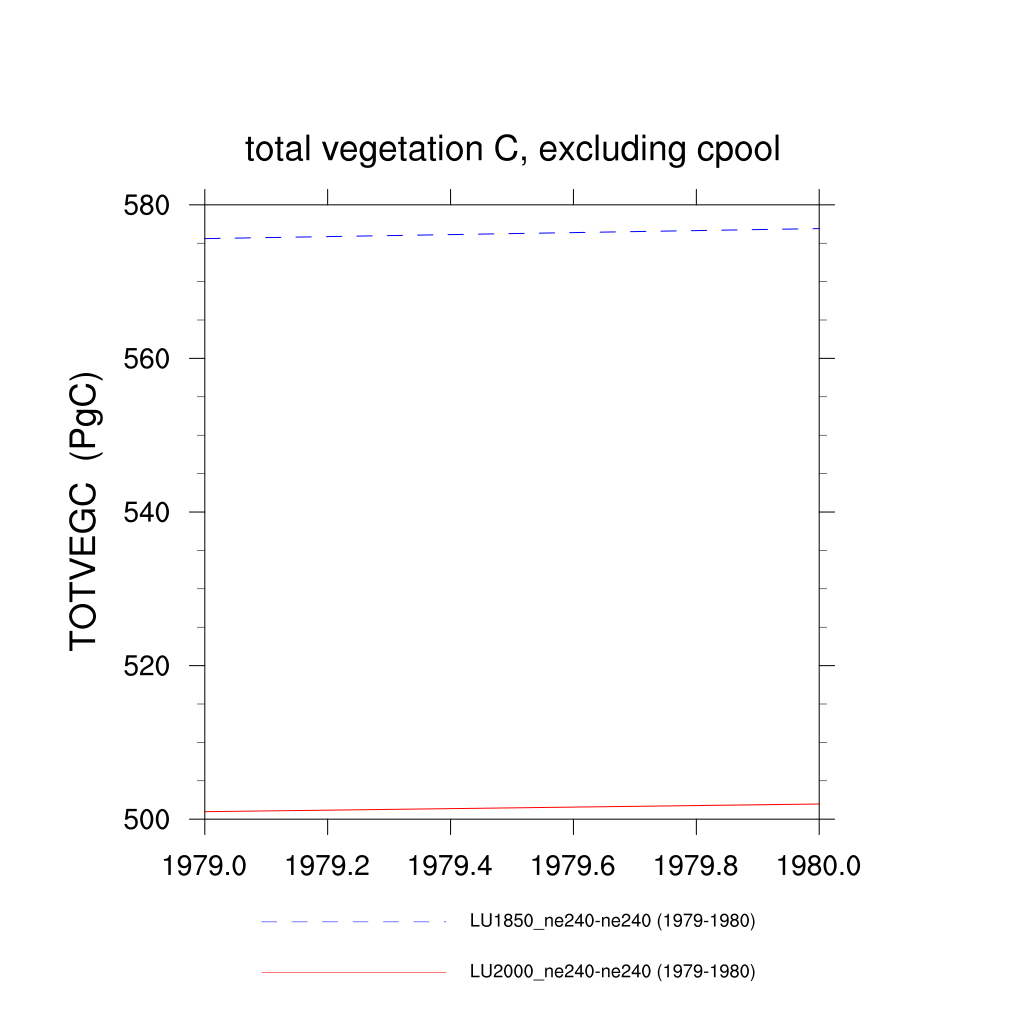 total vegetation C, excluding cpool
TOTVEGC (PgC)
580
560
540
520
500
1979.0 1979.2 1979.4 1979.6 1979.8 1980.0
LU1850_ne240-ne240 (1979-1980)
LU2000_ne240-ne240 (1979-1980)